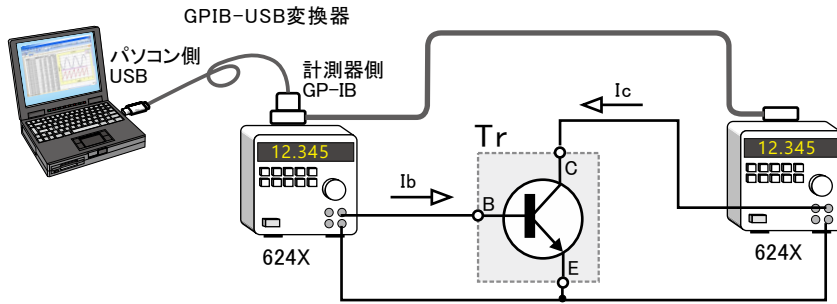 GPIB-USB変換器
パソコン側
USB
計測器側
GP-IB
Ic
Tr
12.345
12.345
C
Ib
B
624X
624X
E